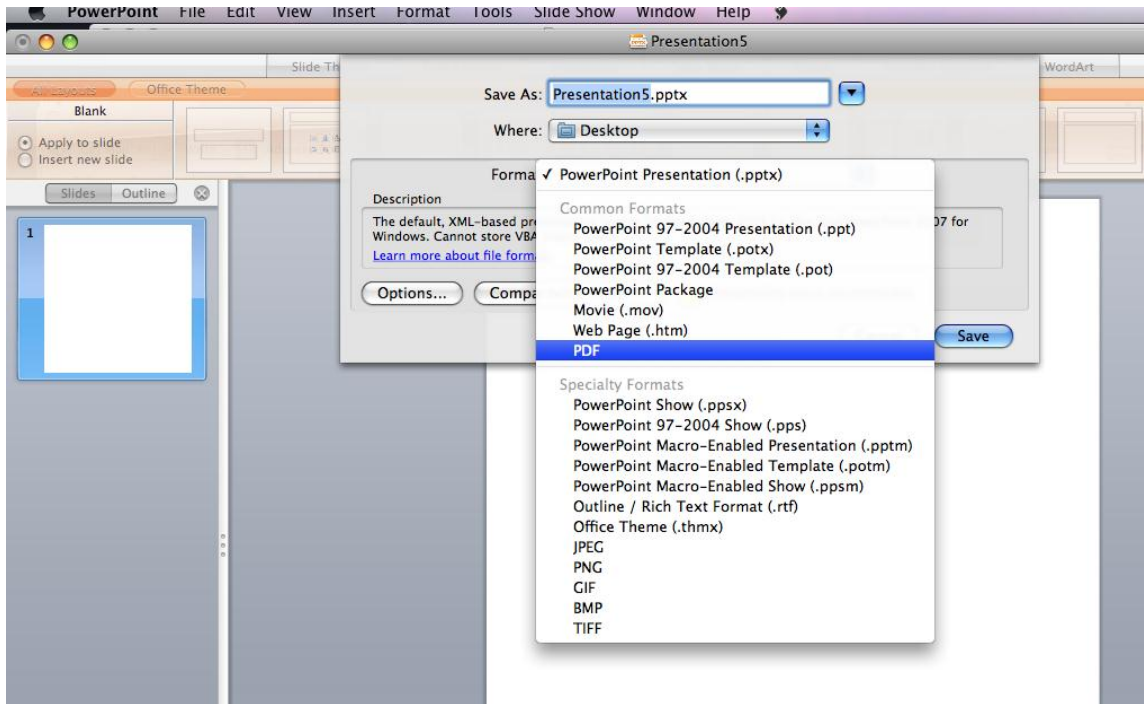 PowerPoint File Edit View Insert Format Tools Slide Show Window Help
Presentation5
Slide Th
WordArt
All Layouts Office Theme
Blank
Apply to slide
Insert new slide
Slides Outline
1
Save As: Presentation5.pptx
Where: Desktop
Forma ✓ PowerPoint Presentation (.pptx)
Description
The default, XML-based pre
07 for
Windows. Cannot store VBA
Learn more about file form
Options... Compa
Save
Common Formats
PowerPoint 97-2004 Presentation (.ppt)
PowerPoint Template (.potx)
PowerPoint 97-2004 Template (.pot)
PowerPoint Package
Movie (.mov)
Web Page (.htm)
PDF
Specialty Formats
PowerPoint Show (.ppsx)
PowerPoint 97-2004 Show (.pps)
PowerPoint Macro-Enabled Presentation (.pptm)
PowerPoint Macro-Enabled Template (.potm)
PowerPoint Macro-Enabled Show (.ppsm)
Outline / Rich Text Format (.rtf)
Office Theme (.thmx)
JPEG
PNG
GIF
BMP
TIFF